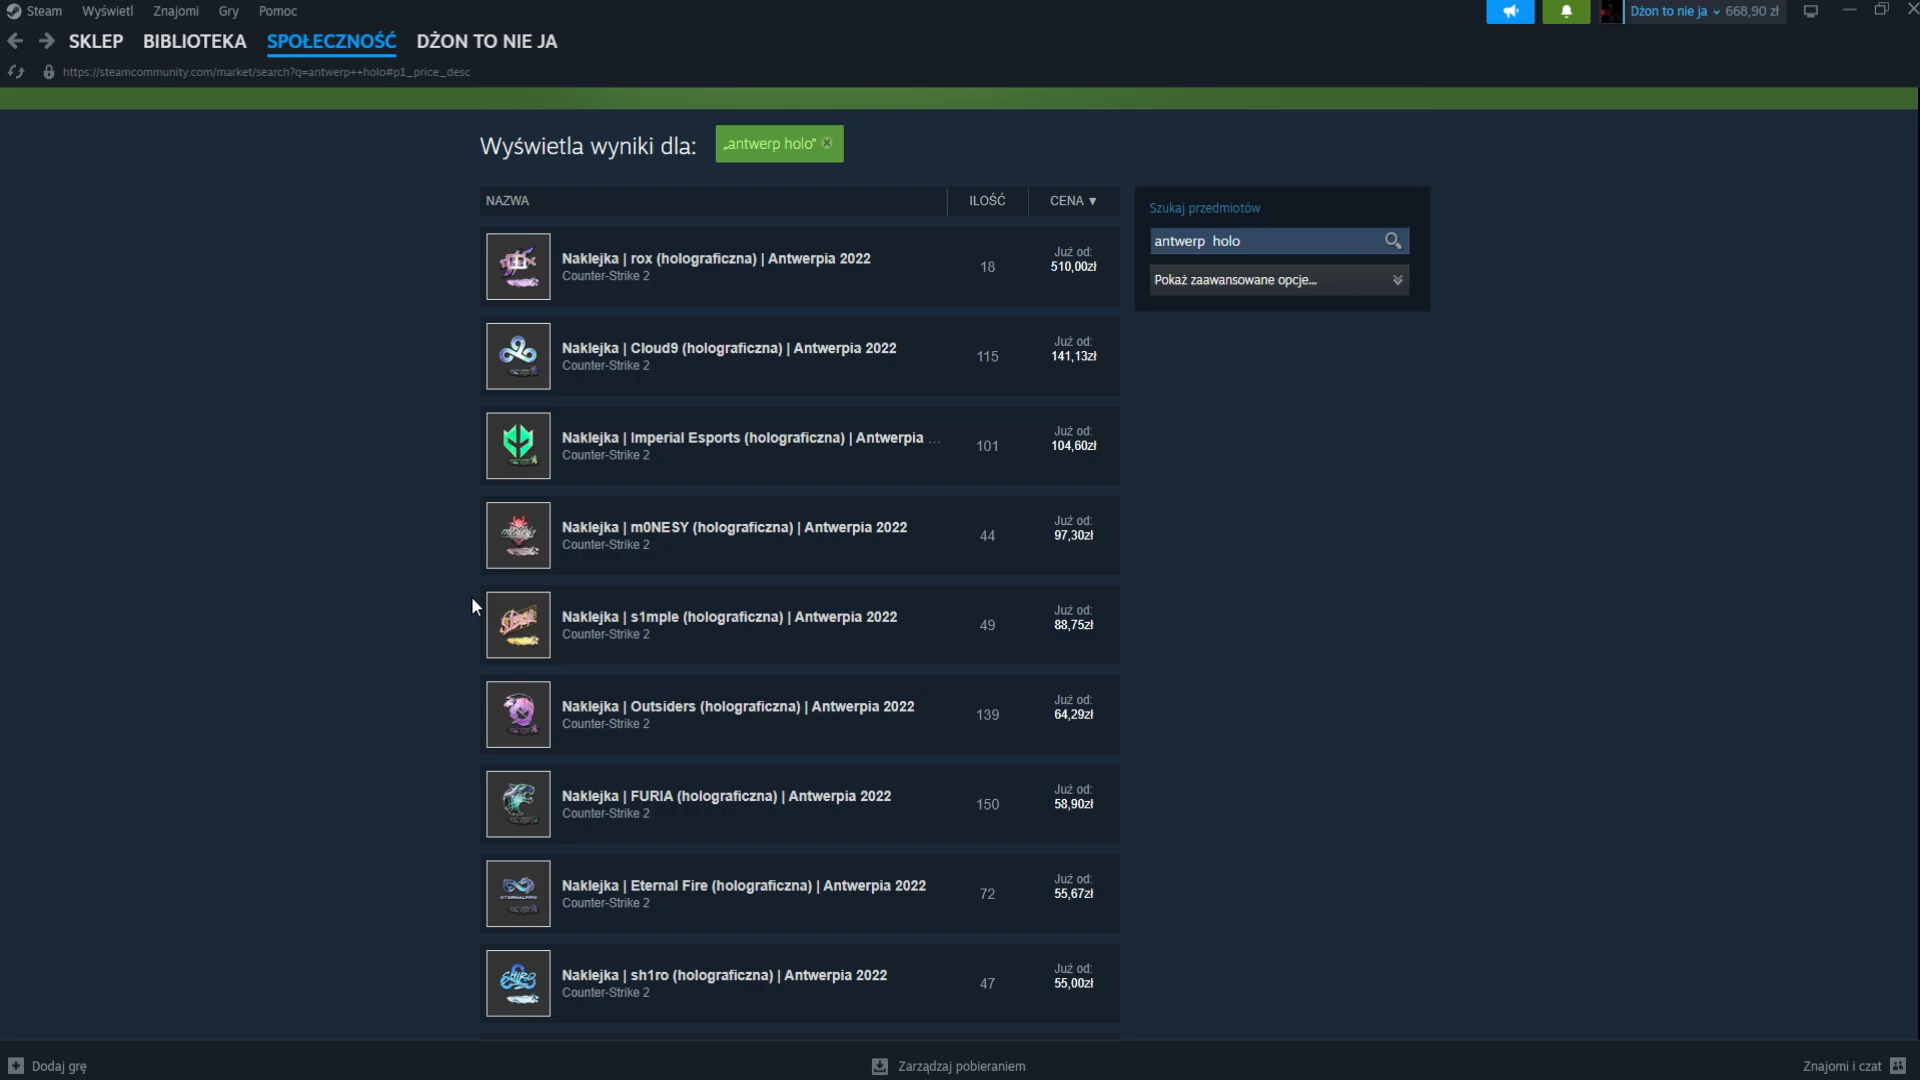 Steam Wyświetl Znajomi Gry Pomoc
Dżon to nie ja 668,90 zł
SKLEP BIBLIOTEKA SPOŁECZNOŚĆ DŻON TO NIE JA
https://steamcommunity.com/market/search?q=antwerp++holo#p1_price_desc
Wyświetla wyniki dla: „antwerp holo”
NAZWA ILOŚĆ CENA ▼
Naklejka | rox (holograficzna) | Antwerpia 2022
Counter-Strike 2
18
Już od:
510,00zł
Naklejka | Cloud9 (holograficzna) | Antwerpia 2022
Counter-Strike 2
115
Już od:
141,13zł
Naklejka | Imperial Esports (holograficzna) | Antwerpia ...
Counter-Strike 2
101
Już od:
104,60zł
Naklejka | m0NESY (holograficzna) | Antwerpia 2022
Counter-Strike 2
44
Już od:
97,30zł
Naklejka | s1mple (holograficzna) | Antwerpia 2022
Counter-Strike 2
49
Już od:
88,75zł
Naklejka | Outsiders (holograficzna) | Antwerpia 2022
Counter-Strike 2
139
Już od:
64,29zł
Naklejka | FURIA (holograficzna) | Antwerpia 2022
Counter-Strike 2
150
Już od:
58,90zł
Naklejka | Eternal Fire (holograficzna) | Antwerpia 2022
Counter-Strike 2
72
Już od:
55,67zł
Naklejka | sh1ro (holograficzna) | Antwerpia 2022
Counter-Strike 2
47
Już od:
55,00zł
Szukaj przedmiotów
antwerp  holo
Pokaż zaawansowane opcje...
Dodaj grę
Zarządzaj pobieraniem
Znajomi i czat